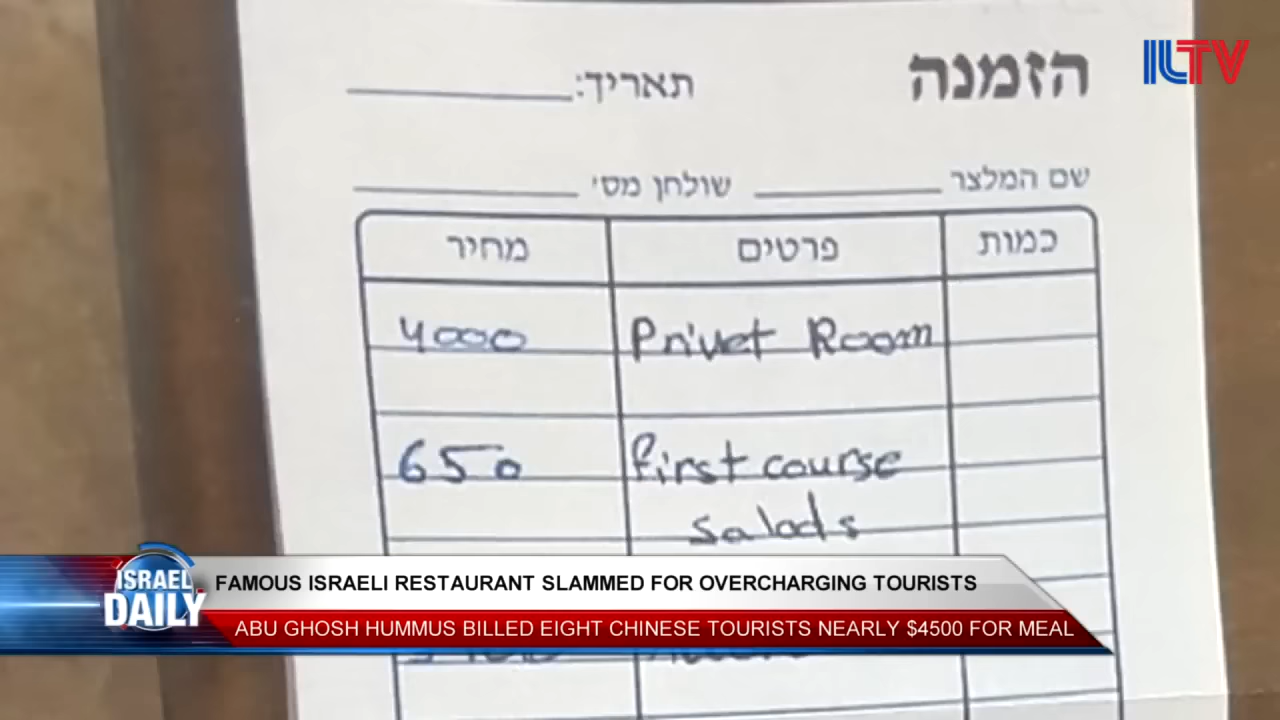 ILTV
הזמנה
תאריך:
שם המלצר שולחן מס'
כמות פרטים מחיר
Privet Room 4000
first course 650
salads
ISRAEL DAILY
FAMOUS ISRAELI RESTAURANT SLAMMED FOR OVERCHARGING TOURISTS
ABU GHOSH HUMMUS BILLED EIGHT CHINESE TOURISTS NEARLY $4500 FOR MEAL